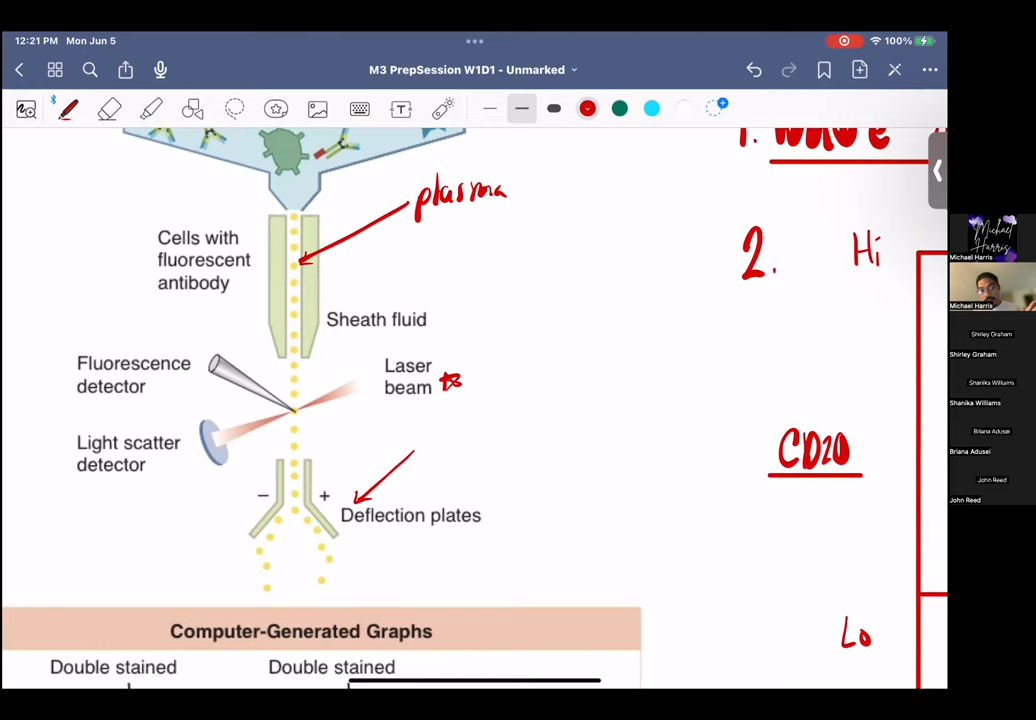 12:21 PM Mon Jun 5
100%
M3 PrepSession W1D1 - Unmarked
T
1.
plasma
Cells with
fluorescent
antibody
2.
Hi
Sheath fluid
Fluorescence
detector
Laser
beam
Light scatter
detector
CD20
− +
Deflection plates
Computer-Generated Graphs
Lo
Double stained Double stained
Michael
Harris
Michael Harris
Michael Harris
Shirley Graham
Shirley Graham
Shanika Williams
Shanika Williams
Briana Adusei
Briana Adusei
John Reed
John Reed